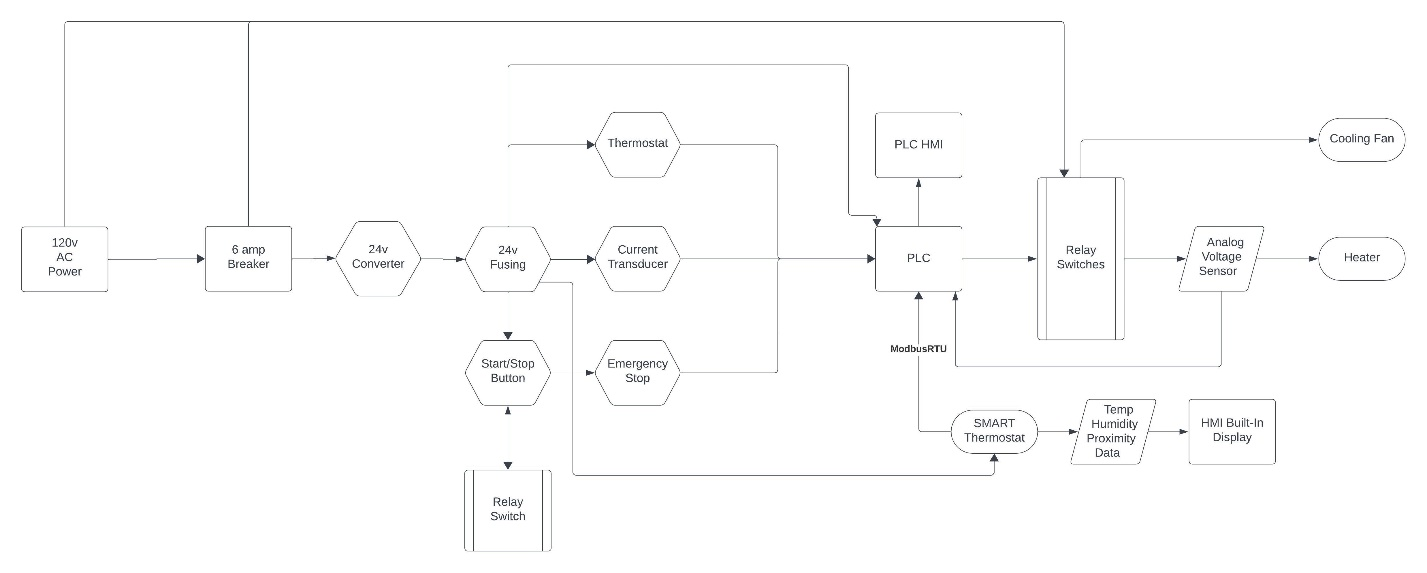 120v
AC
Power
6 amp
Breaker
24v
Converter
24v
Fusing
Thermostat
Current
Transducer
Start/Stop
Button
Emergency
Stop
Relay
Switch
PLC HMI
PLC
ModbusRTU
SMART
Thermostat
Temp
Humidity
Proximity
Data
HMI Built-In
Display
Relay
Switches
Analog
Voltage
Sensor
Cooling Fan
Heater